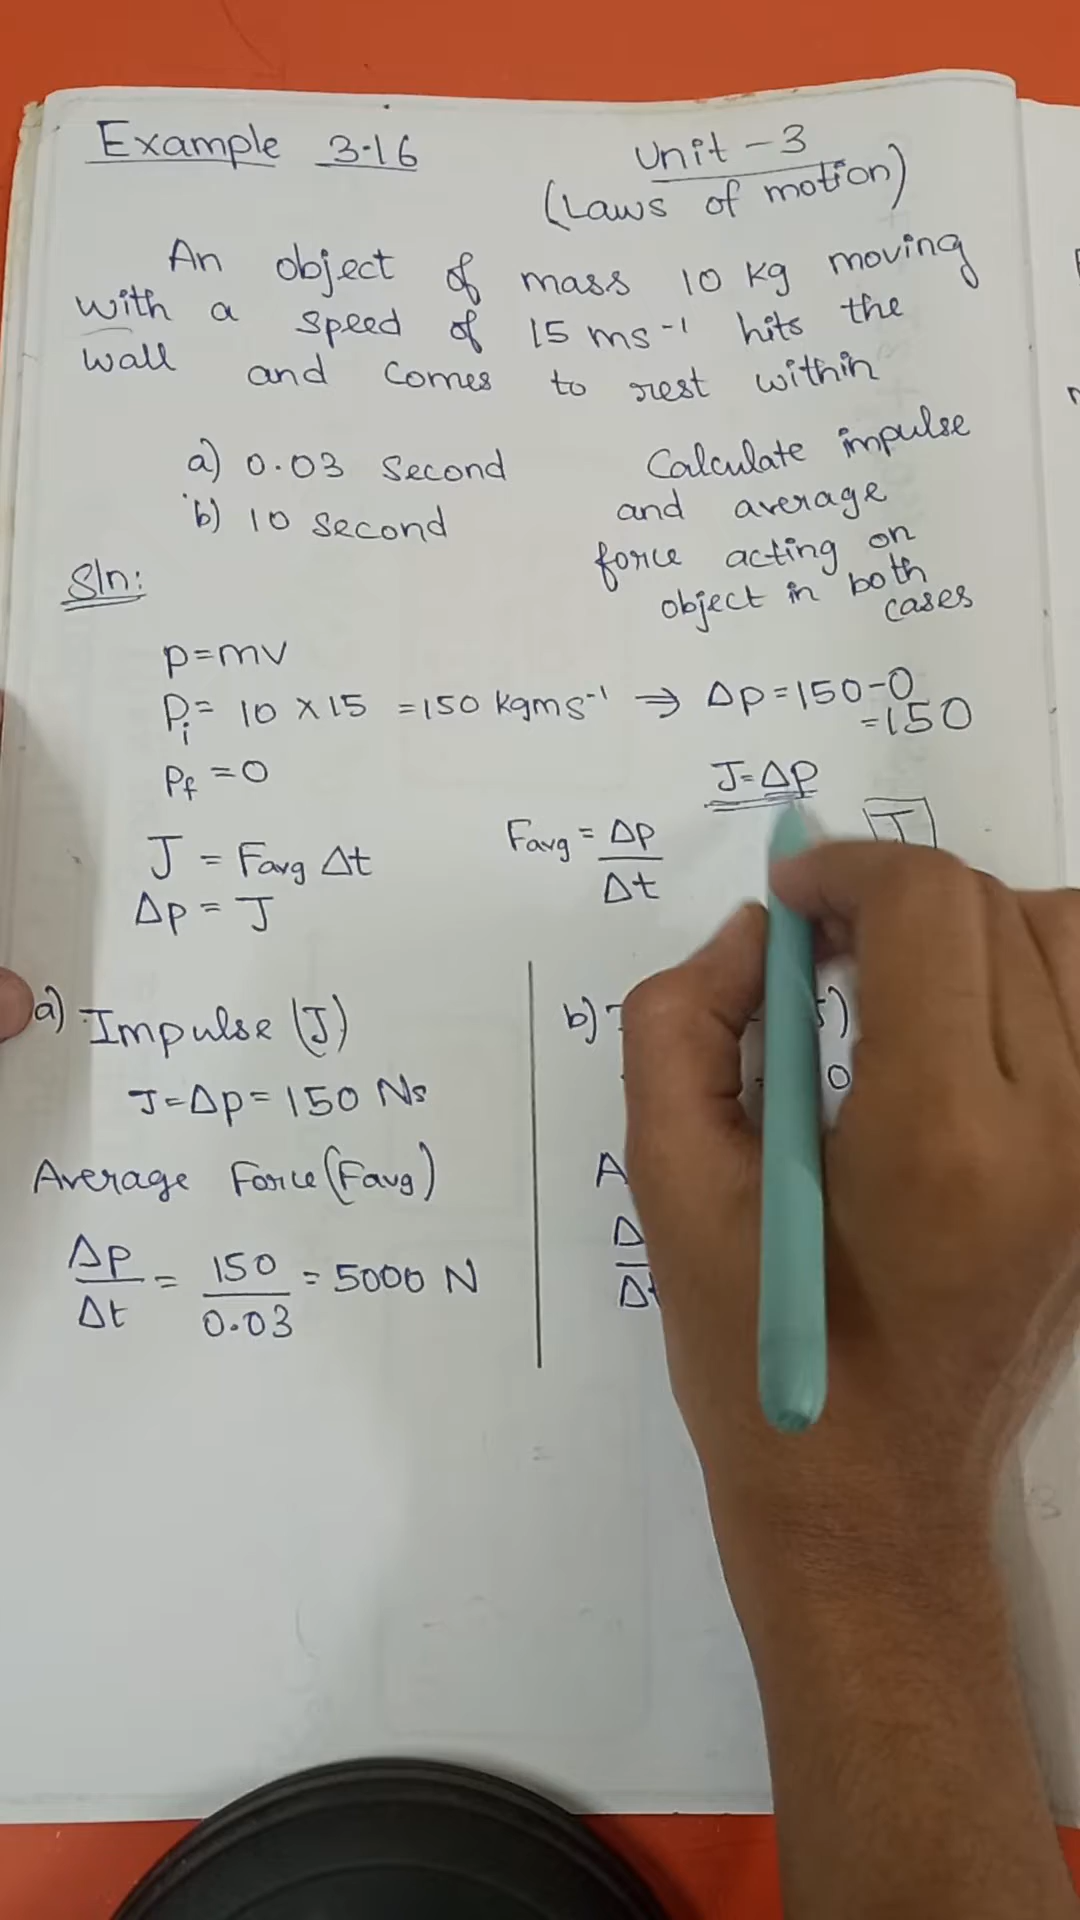 Example 3.16
Unit - 3
(Laws of motion)
An object of mass 10 kg moving
with a speed of 15 ms⁻¹ hits the
wall and comes to rest within
a) 0.03 second
b) 10 second
Calculate impulse
and average
force acting on
object in both
cases
Sln:
p=mv
Pi = 10 × 15 = 150 kgms⁻¹ ⇒ Δp = 150-0
=150
Pf = 0
J=Δp
J
J = Favg Δt
Δp = J
Favg = Δp/Δt
a) Impulse (J)
J=Δp= 150 Ns
Average Force (Favg)
Δp/Δt = 150/0.03 = 5000 N
b)